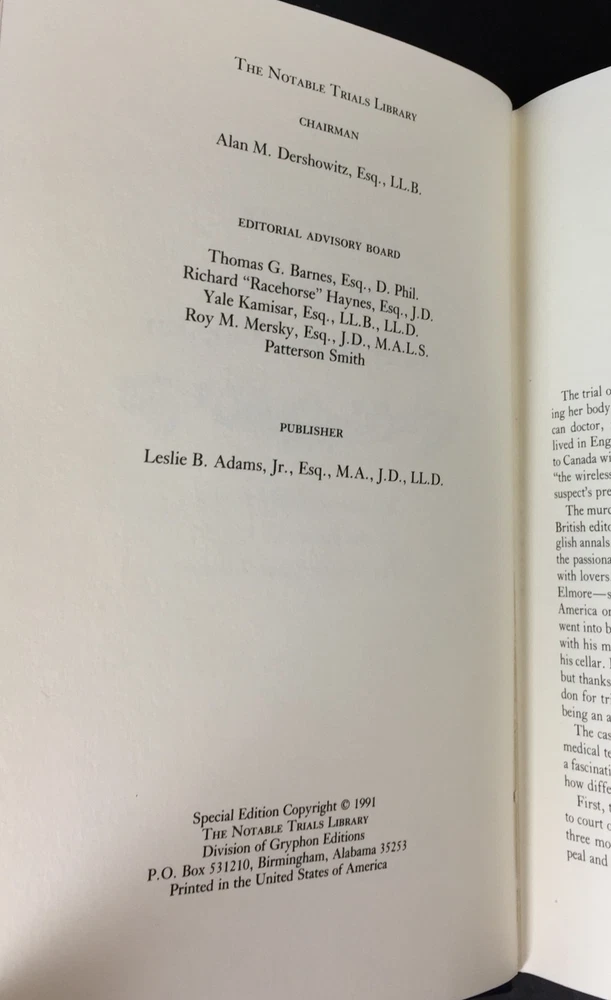 THE NOTABLE TRIALS LIBRARY
CHAIRMAN
Alan M. Dershowitz, Esq., LL.B.
EDITORIAL ADVISORY BOARD
Thomas G. Barnes, Esq., D. Phil.
Richard "Racehorse" Haynes, Esq., J.D.
Yale Kamisar, Esq., LL.B., LL.D.
Roy M. Mersky, Esq., J.D., M.A.L.S.
Patterson Smith
PUBLISHER
Leslie B. Adams, Jr., Esq., M.A., J.D., LL.D.
Special Edition Copyright © 1991
THE NOTABLE TRIALS LIBRARY
Division of Gryphon Editions
P.O. Box 531210, Birmingham, Alabama 35253
Printed in the United States of America
The trial o
ing her body
can doctor,
lived in Eng
to Canada wi
"the wireless
suspect's pre
The murd
British edito
glish annals
the passiona
with lovers
Elmore—s
America or
went into b
with his m
his cellar.
but thanks
don for tr
being an a
The cas
medical te
a fascinati
how diffe
First, t
to court o
three mo
peal and